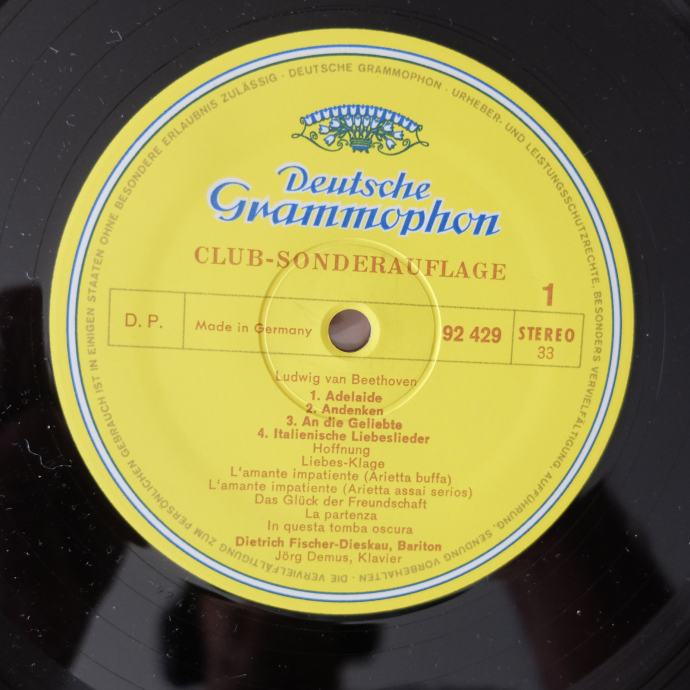 Deutsche
Grammophon
CLUB-SONDERAUFLAGE
1
D. P.
Made in Germany
92 429
STEREO
33
Ludwig van Beethoven
1. Adelaide
2. Andenken
3. An die Geliebte
4. Italienische Liebeslieder
Hoffnung
Liebes-Klage
L'amante impatiente (Arietta buffa)
L'amante impatiente (Arietta assai serios)
Das Glück der Freundschaft
La partenza
In questa tomba oscura
Dietrich Fischer-Dieskau, Bariton
Jörg Demus, Klavier
DEUTSCHE GRAMMOPHON · URHEBER- UND LEISTUNGSSCHUTZRECHTE, BESONDERS VERVIELFÄLTIGUNG, AUFFÜHRUNG, SENDUNG VORBEHALTEN · DIE VERVIELFÄLTIGUNG ZUM PERSÖNLICHEN GEBRAUCH IST IN EINIGEN STAATEN OHNE BESONDERE ERLAUBNIS ZULÄSSIG ·